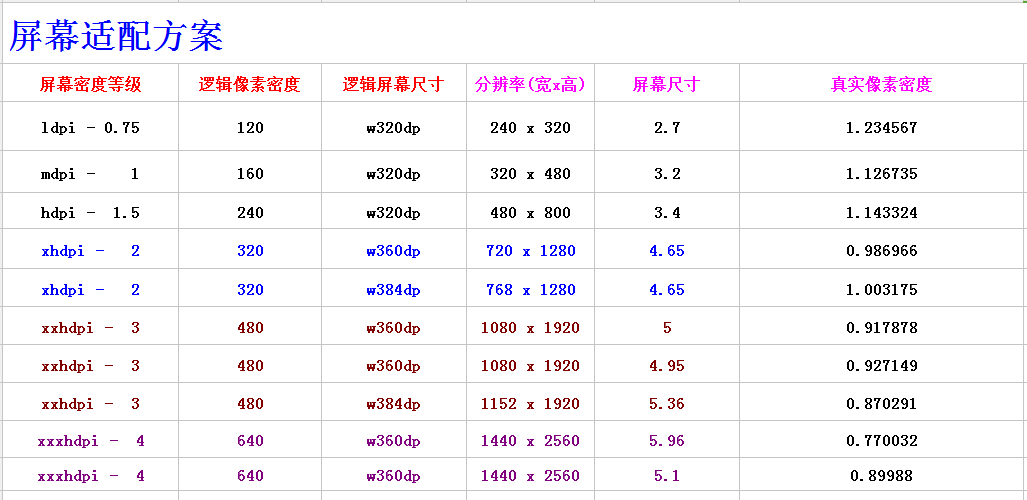 屏幕适配方案
屏幕密度等级 逻辑像素密度 逻辑屏幕尺寸 分辨率(宽x高) 屏幕尺寸 真实像素密度
ldpi - 0.75 120 w320dp 240 x 320 2.7 1.234567
mdpi - 1 160 w320dp 320 x 480 3.2 1.126735
hdpi - 1.5 240 w320dp 480 x 800 3.4 1.143324
xhdpi - 2 320 w360dp 720 x 1280 4.65 0.986966
xhdpi - 2 320 w384dp 768 x 1280 4.65 1.003175
xxhdpi - 3 480 w360dp 1080 x 1920 5 0.917878
xxhdpi - 3 480 w360dp 1080 x 1920 4.95 0.927149
xxhdpi - 3 480 w384dp 1152 x 1920 5.36 0.870291
xxxhdpi - 4 640 w360dp 1440 x 2560 5.96 0.770032
xxxhdpi - 4 640 w360dp 1440 x 2560 5.1 0.89988